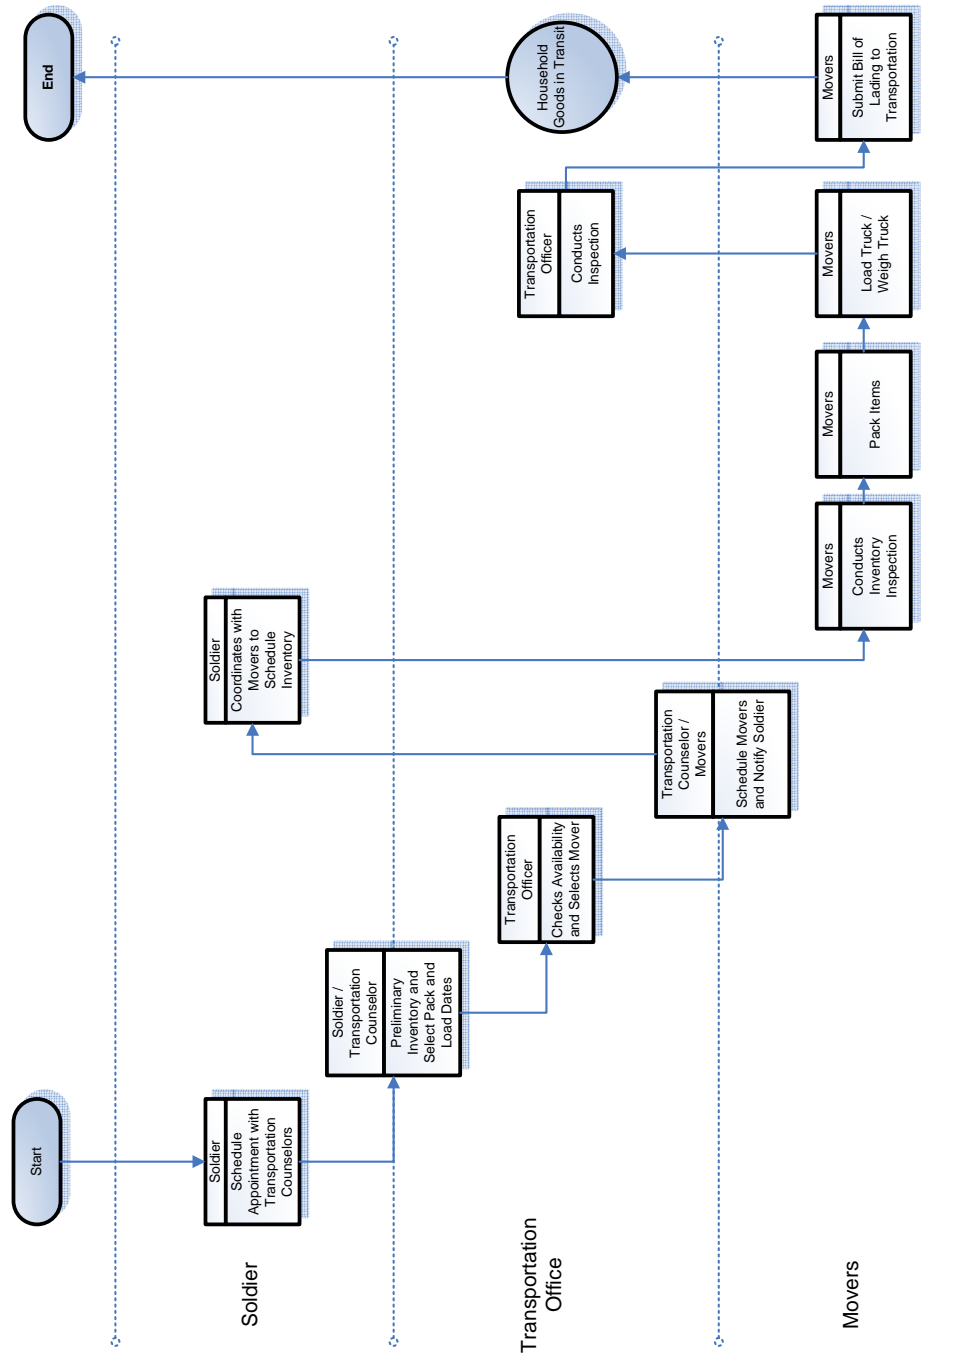 Start
End
Soldier
Soldier
Schedule
Appointment with
Transportation
Counselors
Soldier /
Transportation
Counselor
Preliminary
Inventory and
Select Pack and
Load Dates
Soldier
Coordinates with
Movers to
Schedule
Inventory
Transportation
Office
Transportation
Officer
Checks Availability
and Selects Mover
Transportation
Counselor /
Movers
Schedule Movers
and Notify Soldier
Transportation
Officer
Conducts
Inspection
Household
Goods in Transit
Movers
Movers
Conducts
Inventory
Inspection
Movers
Pack Items
Movers
Load Truck /
Weigh Truck
Movers
Submit Bill of
Lading to
Transportation